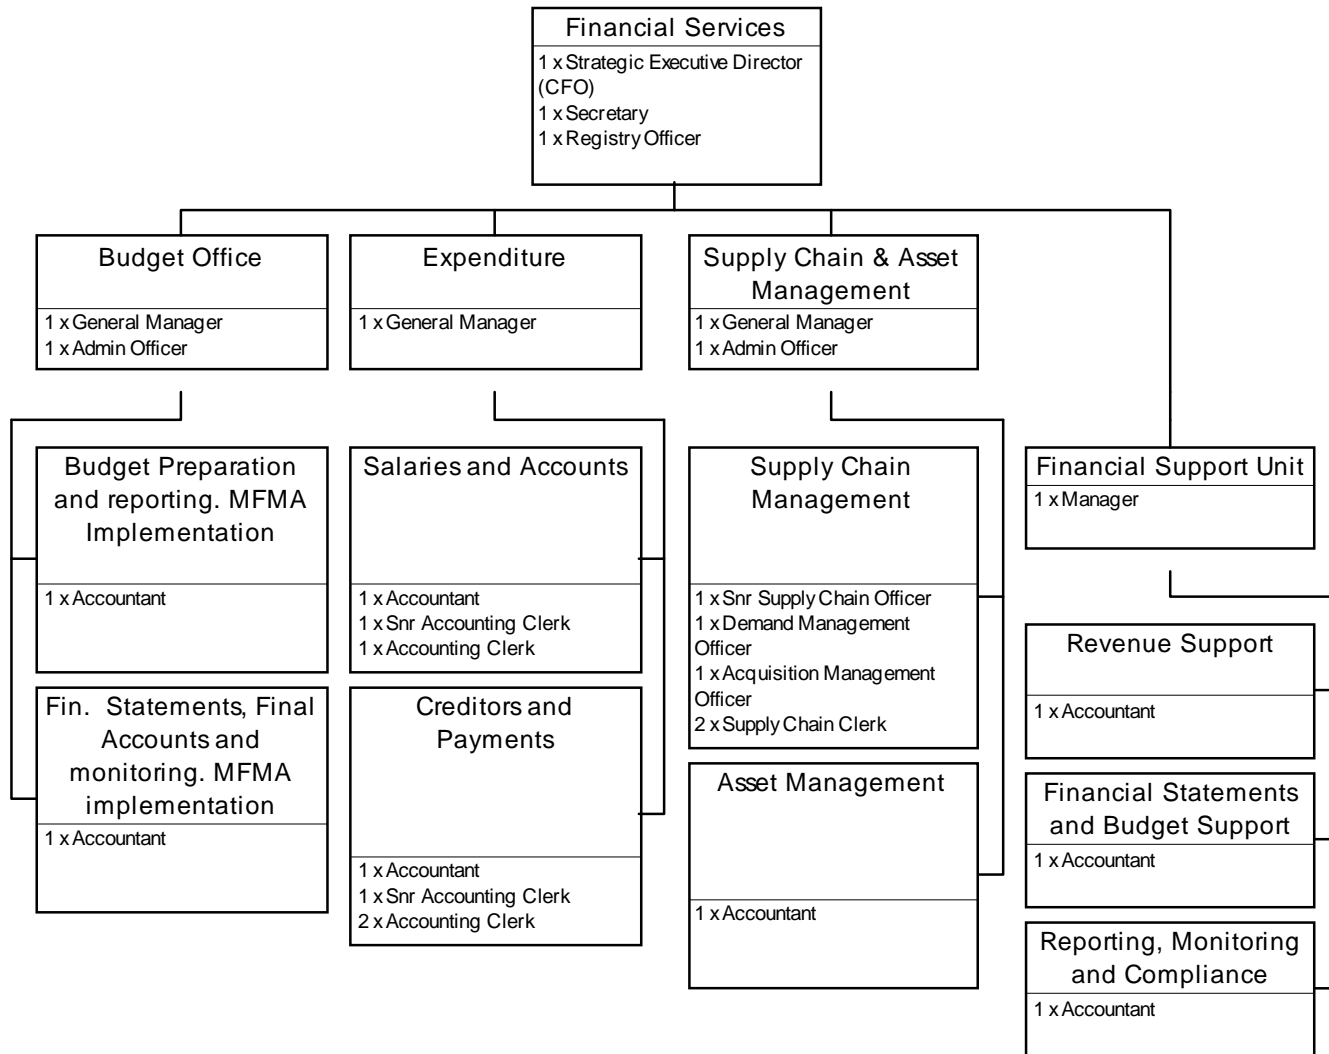 Financial Services
1 x Strategic Executive Director
(CFO)
1 x Secretary
1 x Registry Officer
Budget Office
1 x General Manager
1 x Admin Officer
Expenditure
1 x General Manager
Supply Chain & Asset
Management
1 x General Manager
1 x Admin Officer
Budget Preparation
and reporting. MFMA
Implementation
1 x Accountant
Fin. Statements, Final
Accounts and
monitoring. MFMA
implementation
1 x Accountant
Salaries and Accounts
1 x Accountant
1 x Snr Accounting Clerk
1 x Accounting Clerk
Creditors and
Payments
1 x Accountant
1 x Snr Accounting Clerk
2 x Accounting Clerk
Supply Chain
Management
1 x Snr Supply Chain Officer
1 x Demand Management
Officer
1 x Acquisition Management
Officer
2 x Supply Chain Clerk
Asset Management
1 x Accountant
Financial Support Unit
1 x Manager
Revenue Support
1 x Accountant
Financial Statements
and Budget Support
1 x Accountant
Reporting, Monitoring
and Compliance
1 x Accountant